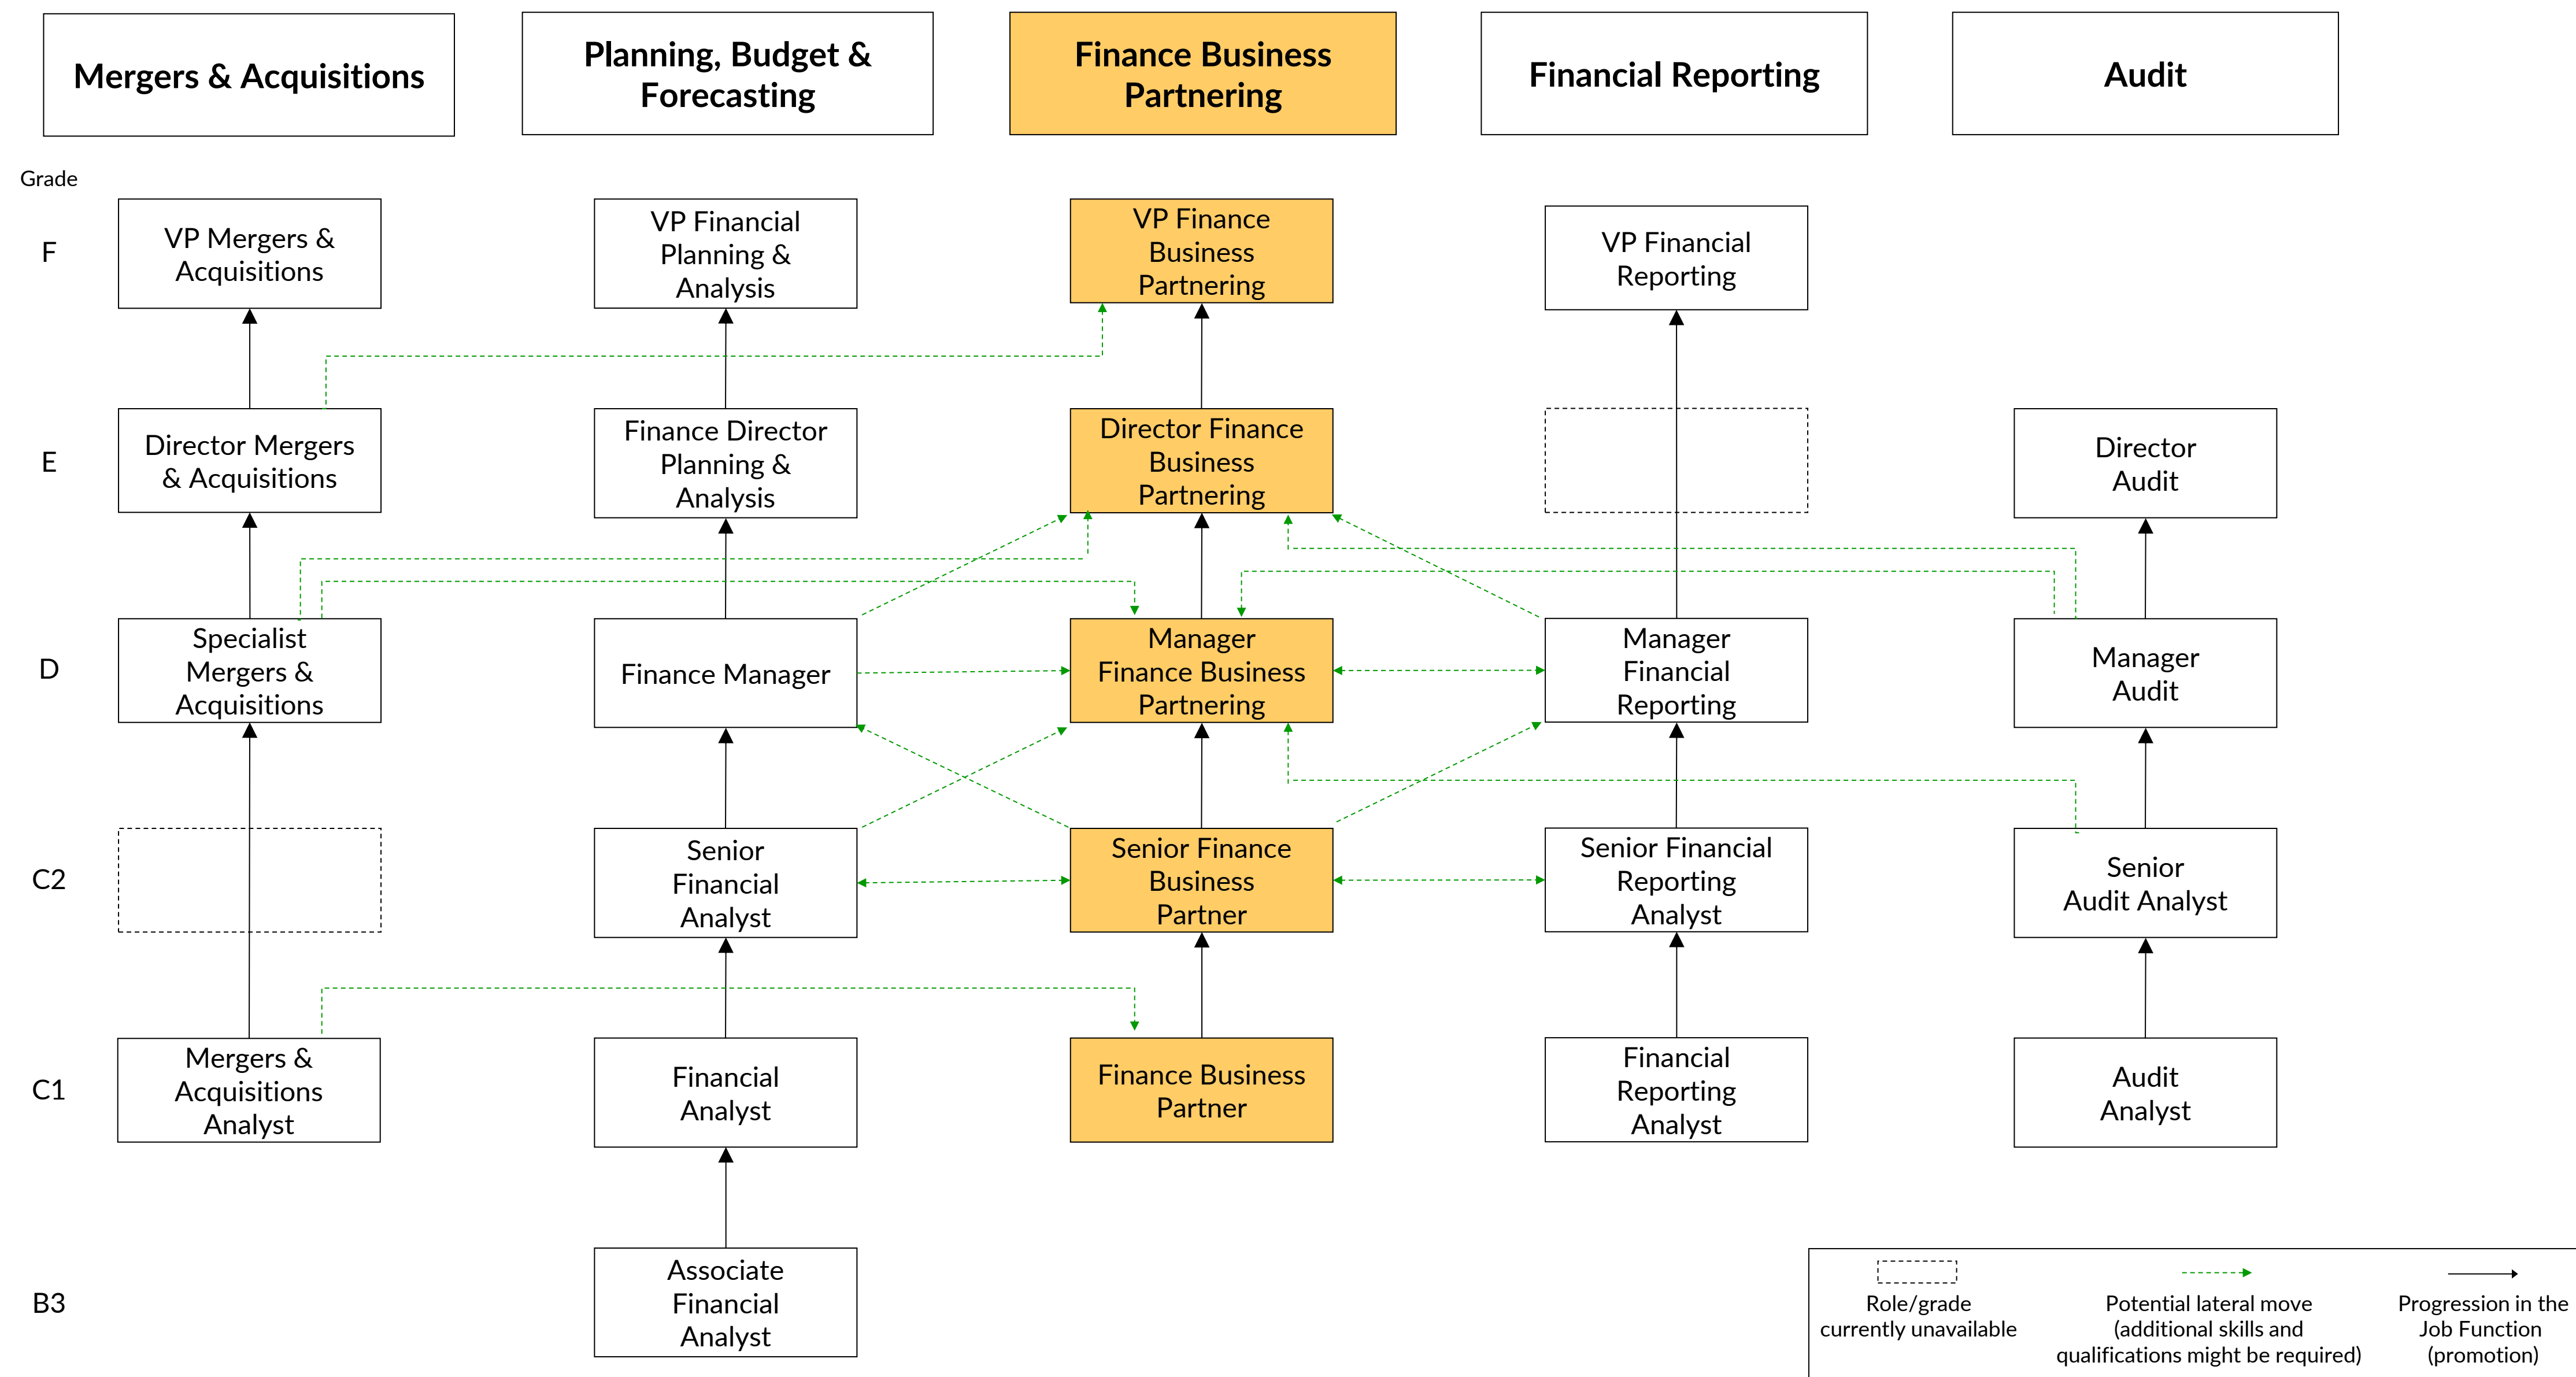 Mergers & Acquisitions
Planning, Budget &
Forecasting
Finance Business
Partnering
Financial Reporting
Audit
Grade
F
VP Mergers &
Acquisitions
VP Financial
Planning &
Analysis
VP Finance
Business
Partnering
VP Financial
Reporting
E
Director Mergers
& Acquisitions
Finance Director
Planning &
Analysis
Director Finance
Business
Partnering
Director
Audit
D
Specialist
Mergers &
Acquisitions
Finance Manager
Manager
Finance Business
Partnering
Manager
Financial
Reporting
Manager
Audit
C2
Senior
Financial
Analyst
Senior Finance
Business
Partner
Senior Financial
Reporting
Analyst
Senior
Audit Analyst
C1
Mergers &
Acquisitions
Analyst
Financial
Analyst
Finance Business
Partner
Financial
Reporting
Analyst
Audit
Analyst
B3
Associate
Financial
Analyst
Role/grade
currently unavailable
Potential lateral move
(additional skills and
qualifications might be required)
Progression in the
Job Function
(promotion)